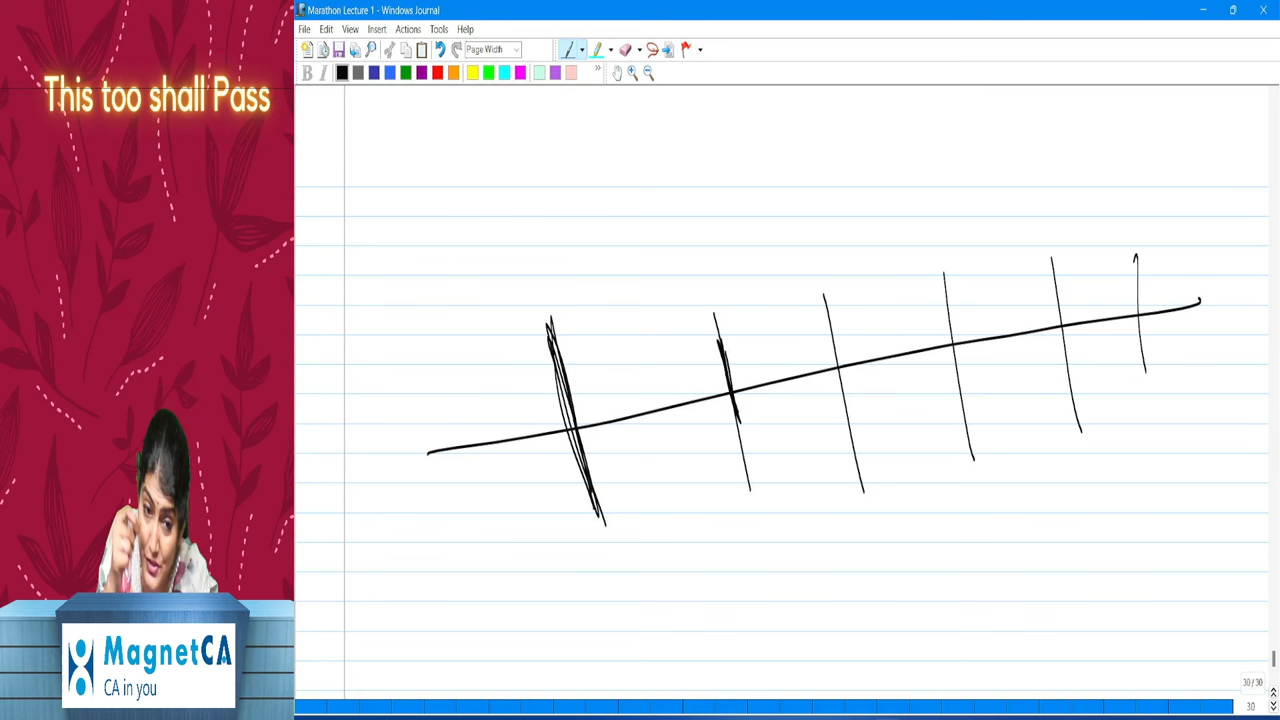 Marathon Lecture 1 - Windows Journal
File Edit View Insert Actions Tools Help
This too shall Pass
Page Width
B I
MagnetCA
CA in you
30 / 30
30